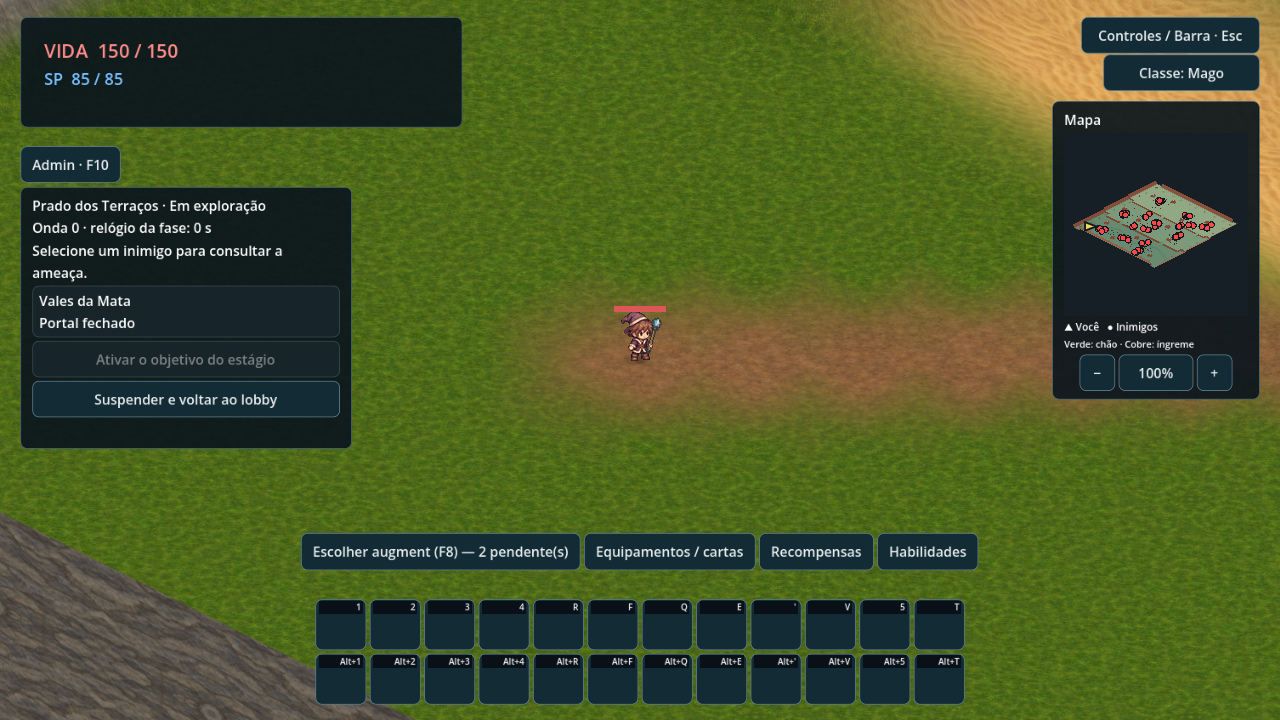 VIDA 150 / 150
SP 85 / 85
Controles / Barra · Esc
Classe: Mago
Mapa
Admin · F10
Prado dos Terraços · Em exploração
Onda 0 · relógio da fase: 0 s
Selecione um inimigo para consultar a
ameaça.
Vales da Mata
Portal fechado
Ativar o objetivo do estágio
Suspender e voltar ao lobby
▲ Você ● Inimigos
Verde: chão · Cobre: íngreme
− 100% +
Escolher augment (F8) — 2 pendente(s) Equipamentos / cartas Recompensas Habilidades
1 2 3 4 R F Q E ' V 5 T
Alt+1 Alt+2 Alt+3 Alt+4 Alt+R Alt+F Alt+Q Alt+E Alt+' Alt+V Alt+5 Alt+T